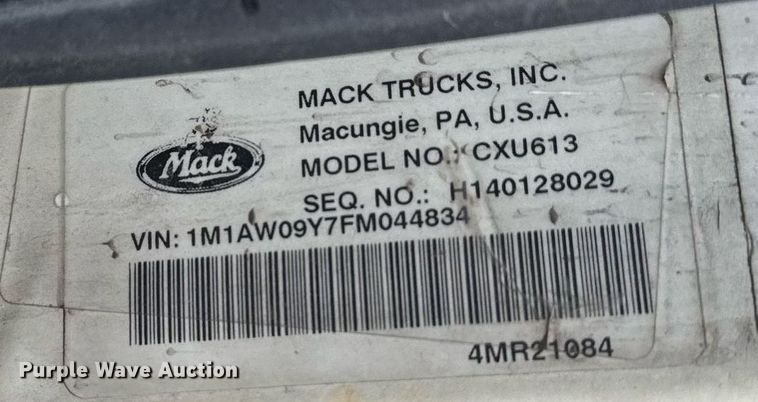 MACK TRUCKS, INC.
Macungie, PA, U.S.A.
Mack
MODEL NO.: CXU613
SEQ. NO.: H140128029
VIN: 1M1AW09Y7FM044834
4MR21084
Purple Wave Auction